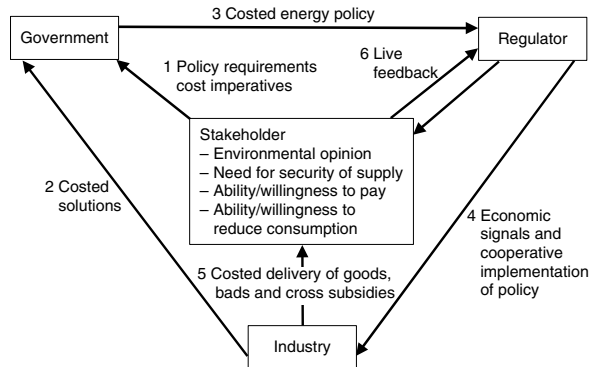 3 Costed energy policy
Government
Regulator
1 Policy requirements
cost imperatives
6 Live
feedback
Stakeholder
– Environmental opinion
– Need for security of supply
– Ability/willingness to pay
– Ability/willingness to
reduce consumption
2 Costed
solutions
4 Economic
signals and
cooperative
implementation
of policy
5 Costed delivery of goods,
bads and cross subsidies
Industry